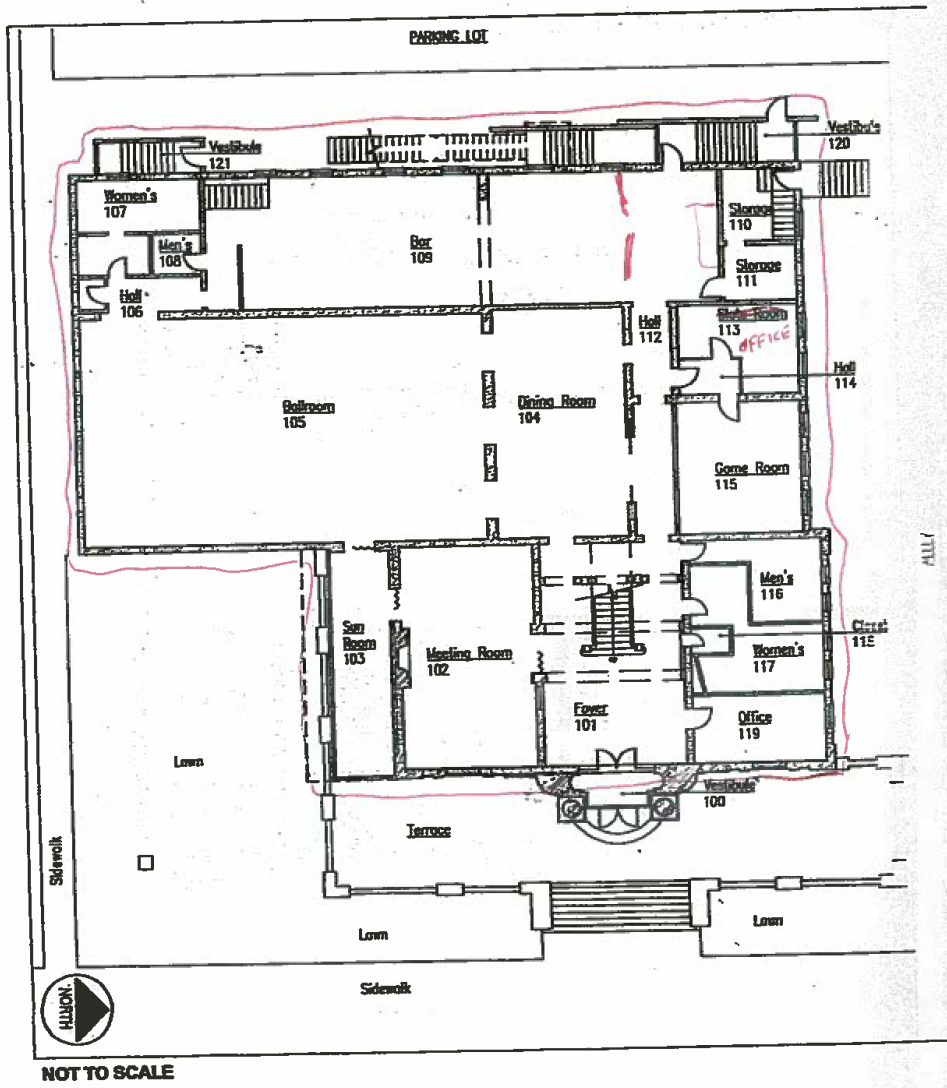 PARKING LOT
Vestibule
121
Vestibule
120
Women's
107
Men's
108
Bar
109
Storage
110
Storage
111
Hall
106
Hall
112
113
OFFICE
Hall
114
Ballroom
105
Dining Room
104
Game Room
115
Men's
116
Closet
Women's
117
Sun
Room
103
Meeting Room
102
Foyer
101
Office
119
Vestibule
100
Lawn
Terrace
Sidewalk
Lawn
Lawn
Sidewalk
NORTH
NOT TO SCALE